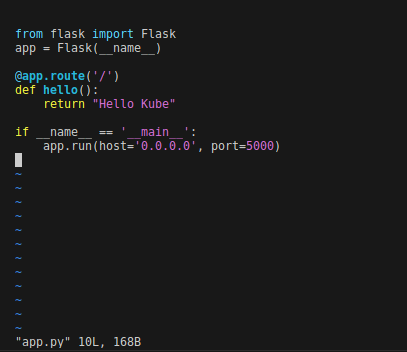 from flask import Flask
app = Flask(__name__)

@app.route('/')
def hello():
    return "Hello Kube"

if __name__ == '__main__':
    app.run(host='0.0.0.0', port=5000)

~
~
~
~
~
~
~
~
~
~
~
~
"app.py" 10L, 168B